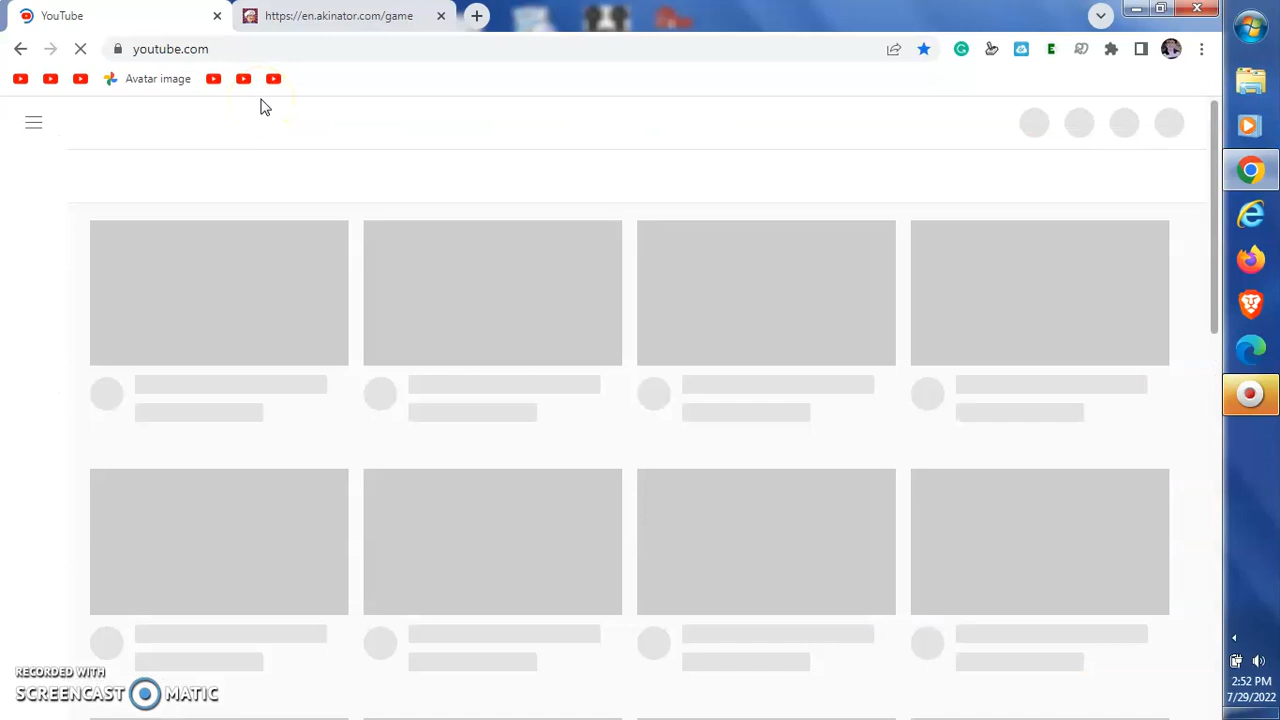 YouTube
https://en.akinator.com/game
youtube.com
Avatar image
RECORDED WITH
SCREENCAST MATIC
2:52 PM
7/29/2022